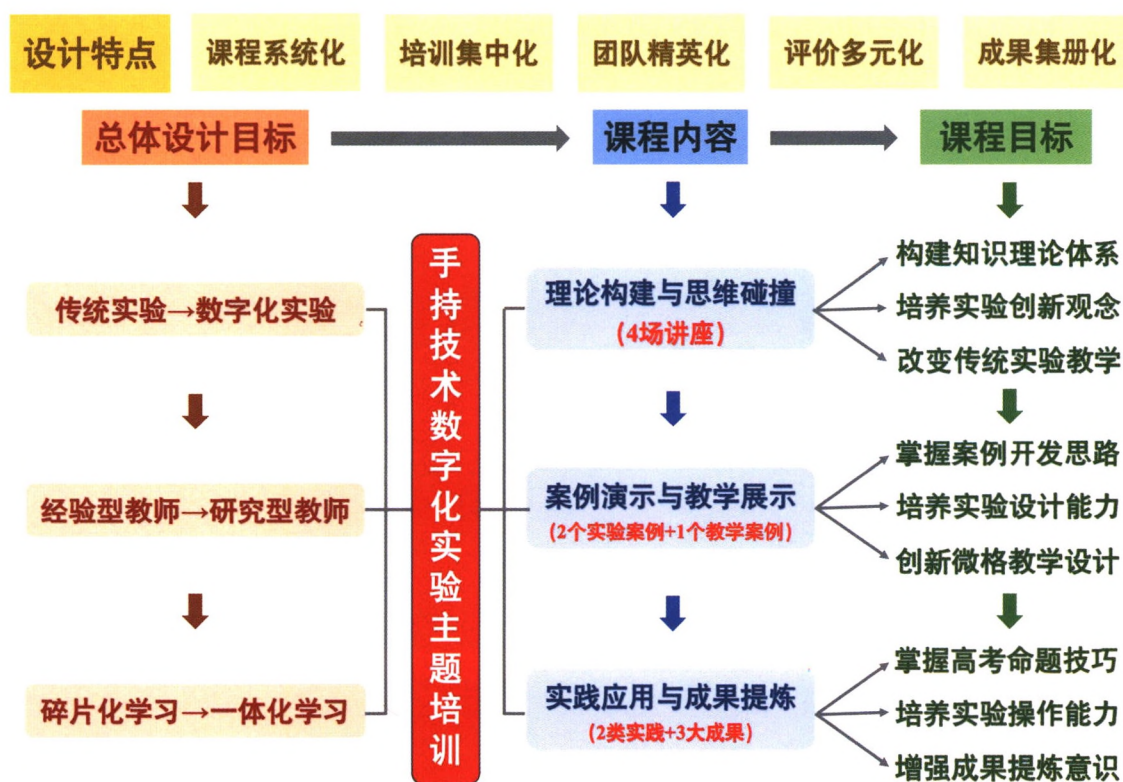 设计特点
课程系统化
培训集中化
团队精英化
评价多元化
成果集册化
总体设计目标
课程内容
课程目标
传统实验→数字化实验
经验型教师→研究型教师
碎片化学习→一体化学习
手持技术数字化实验主题培训
理论构建与思维碰撞
(4场讲座)
案例演示与教学展示
(2个实验案例+1个教学案例)
实践应用与成果提炼
(2类实践+3大成果)
构建知识理论体系
培养实验创新观念
改变传统实验教学
掌握案例开发思路
培养实验设计能力
创新微格教学设计
掌握高考命题技巧
培养实验操作能力
增强成果提炼意识